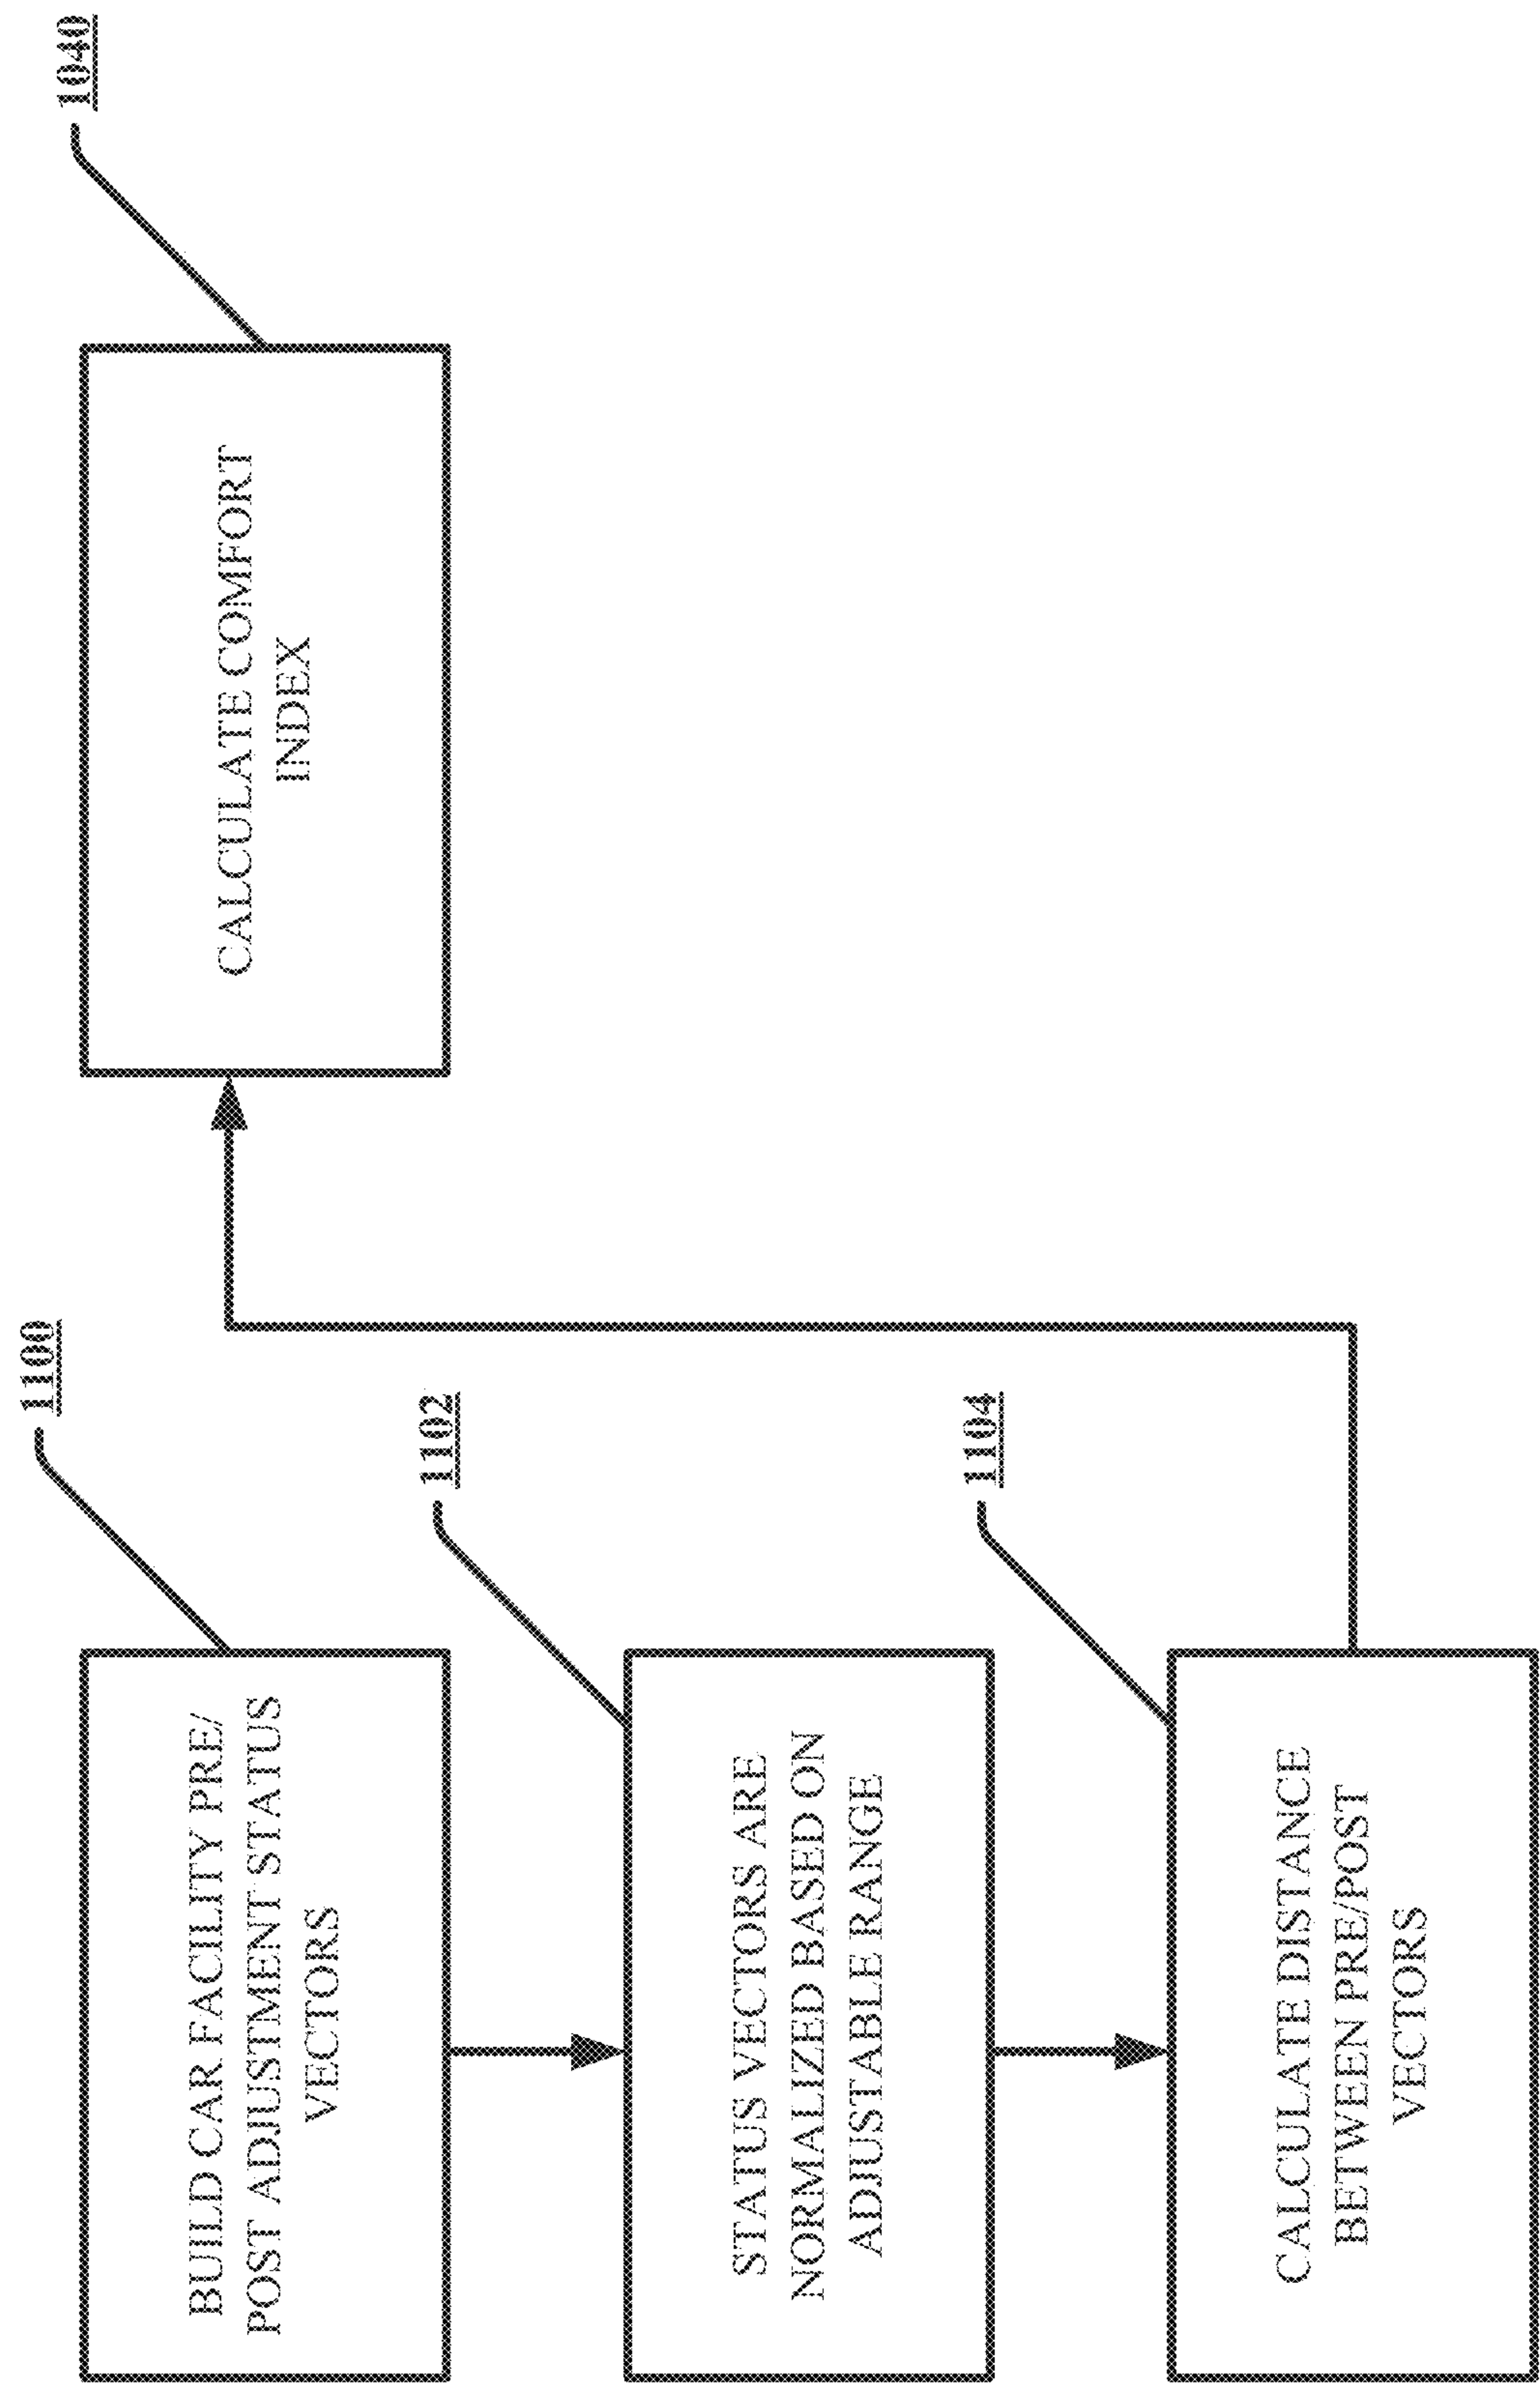 1100
BUILD CAR FACILITY PRE/
POST ADJUSTMENT STATUS
VECTORS
1102
STATUS VECTORS ARE
NORMALIZED BASED ON
ADJUSTABLE RANGE
1104
CALCULATE DISTANCE
BETWEEN PRE/POST
VECTORS
1040
CALCULATE COMFORT
INDEX